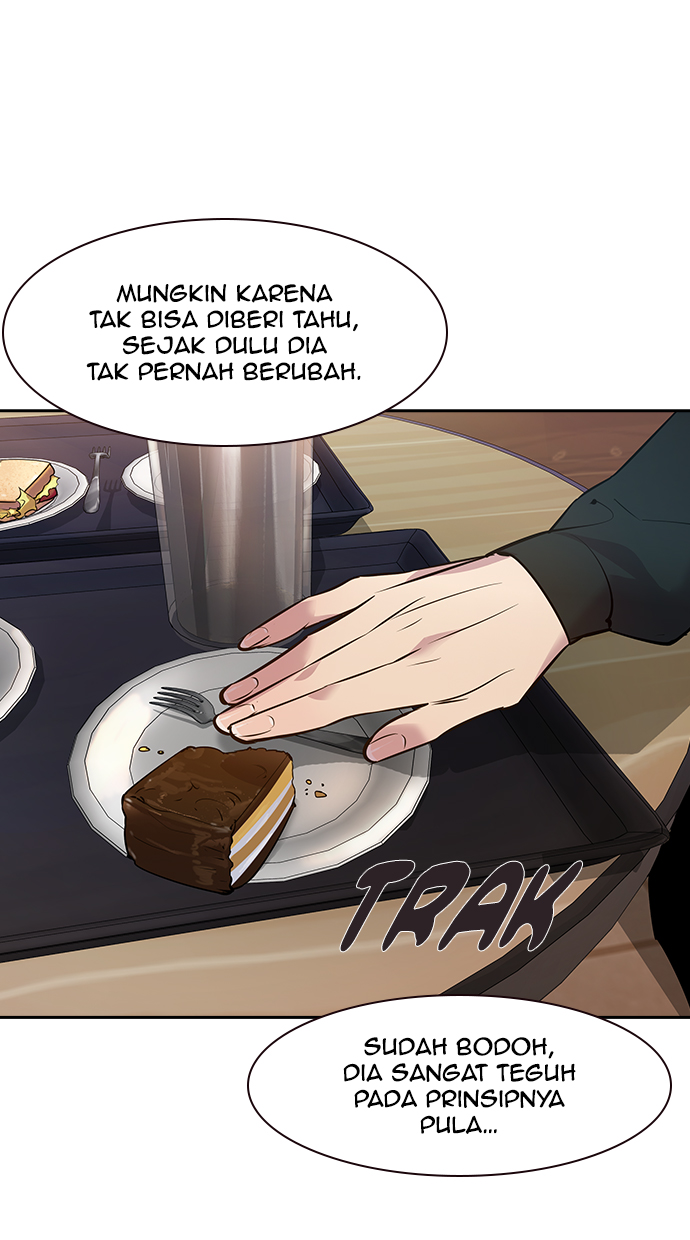 MUNGKIN KARENA
TAK BISA DIBERI TAHU,
SEJAK DULU DIA
TAK PERNAH BERUBAH.
TRAK
SUDAH BODOH,
DIA SANGAT TEGUH
PADA PRINSIPNYA
PULA...